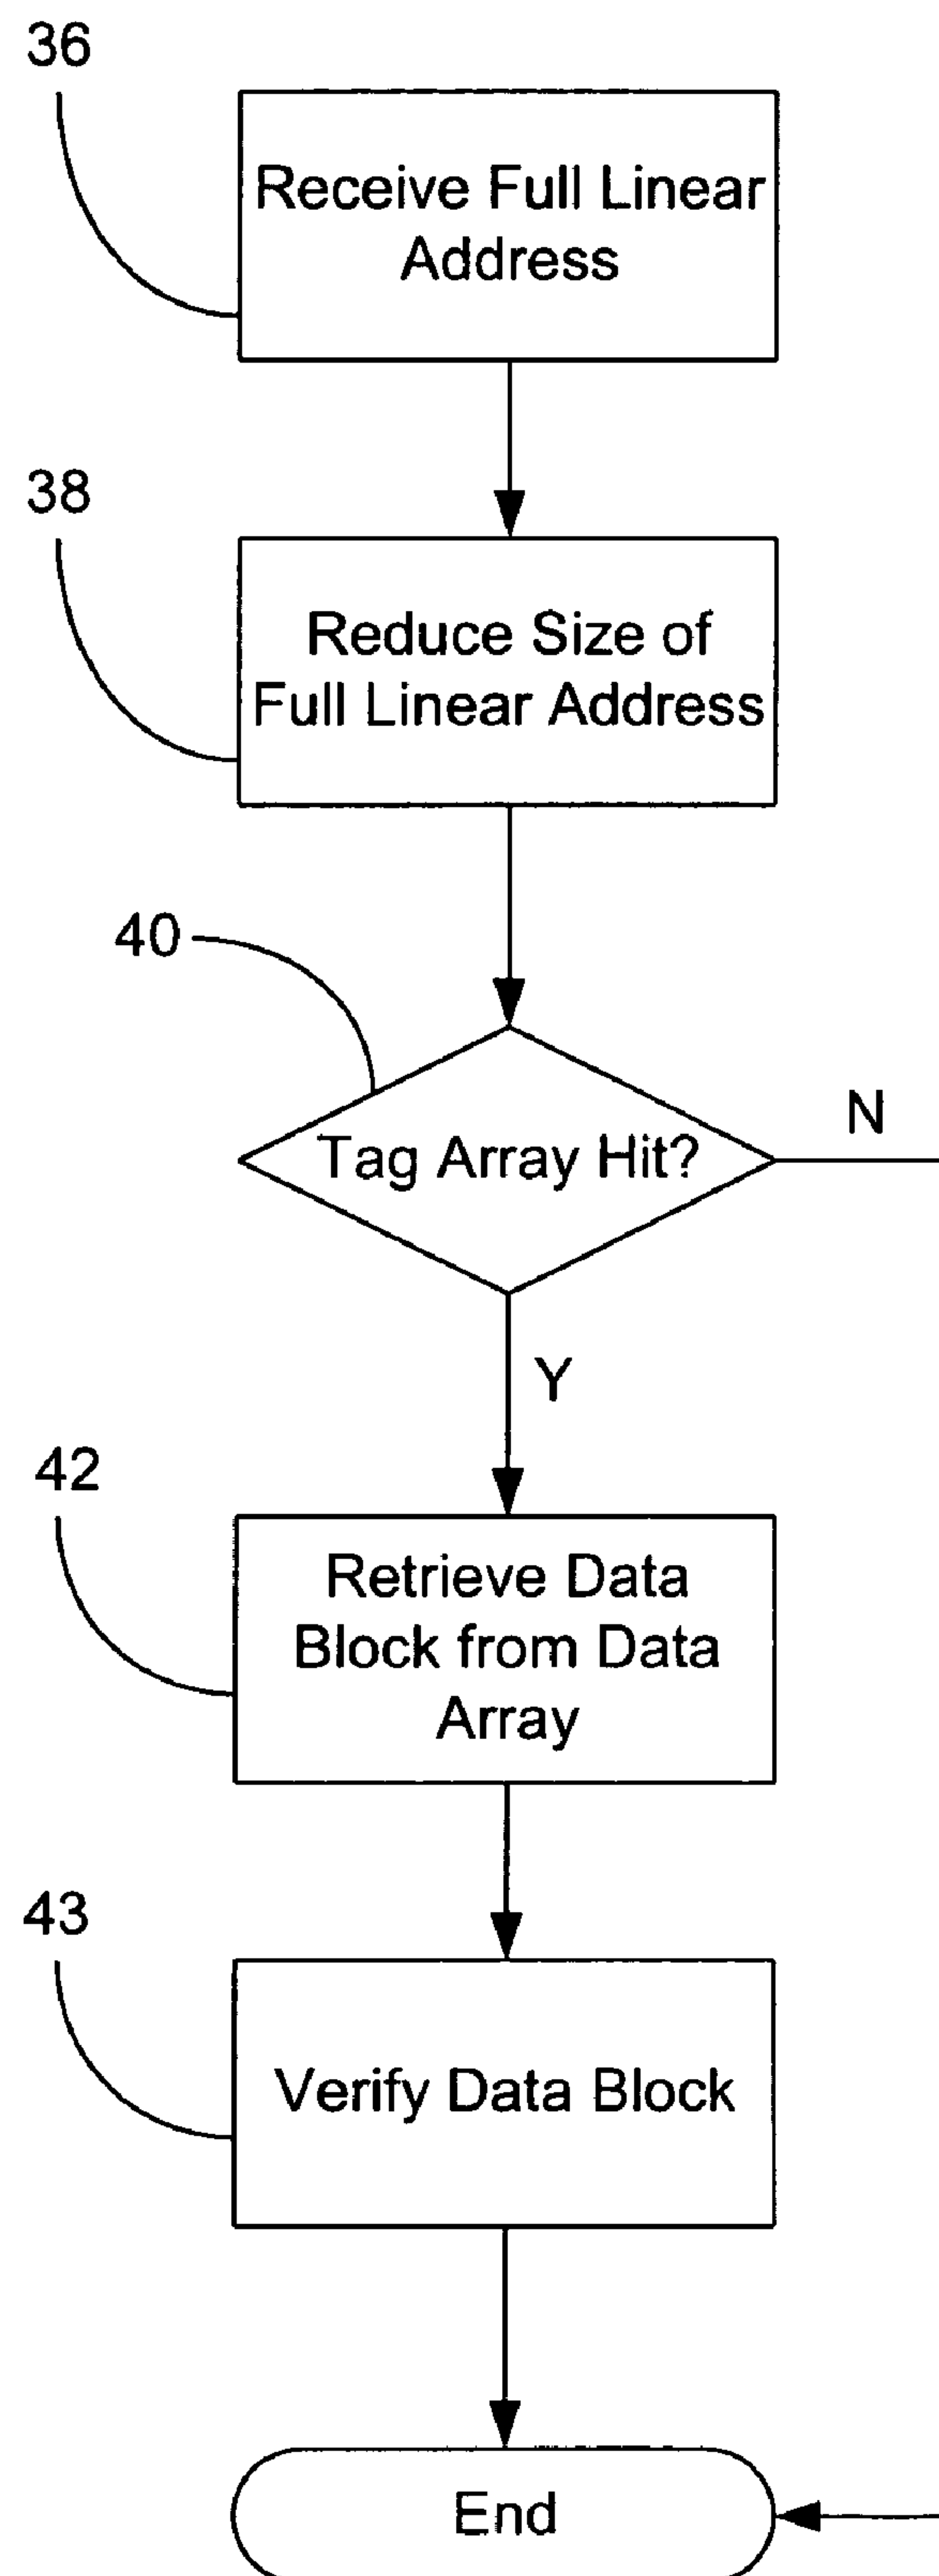 36
Receive Full Linear
Address
38
Reduce Size of
Full Linear Address
40
Tag Array Hit?
N
Y
42
Retrieve Data
Block from Data
Array
43
Verify Data Block
End